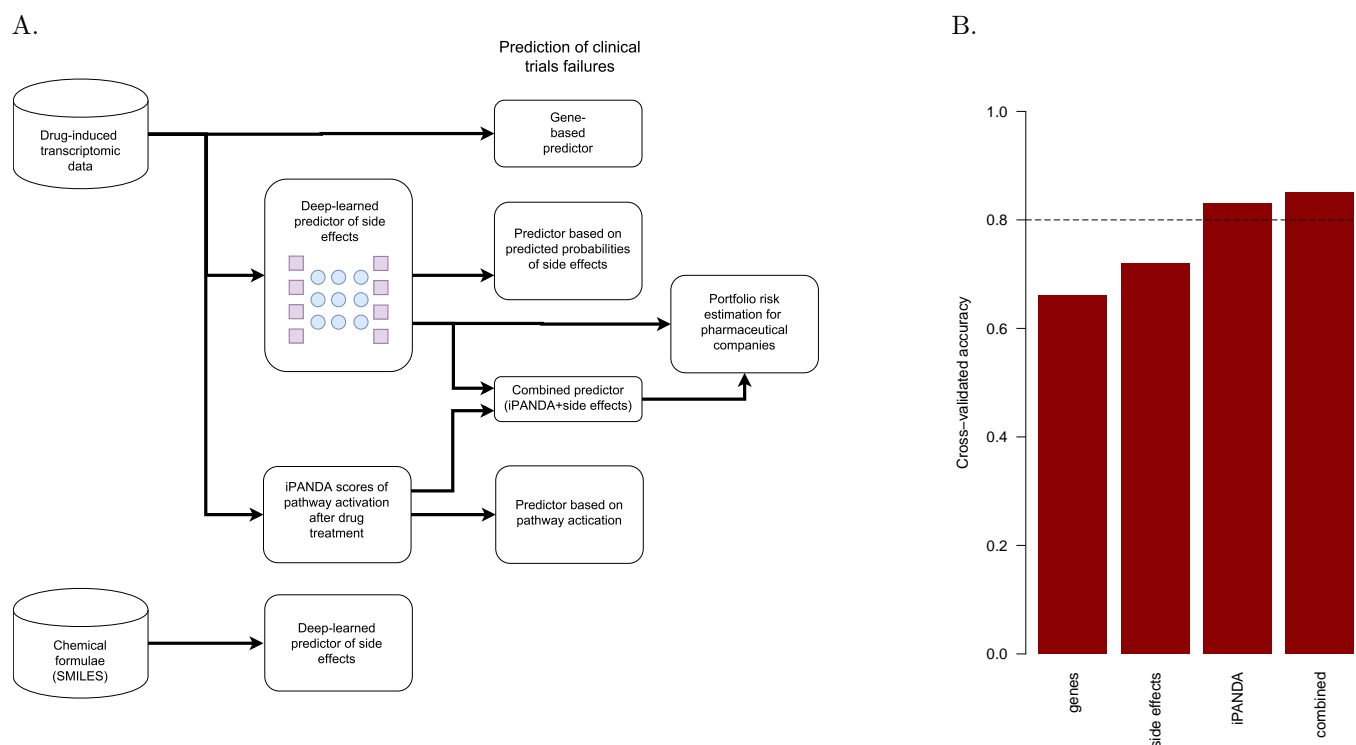 A.
Prediction of clinical
trials failures
Drug-induced
transcriptomic
data
Gene-
based
predictor
Deep-learned
predictor of side
effects
Predictor based on
predicted probabilities
of side effects
Portfolio risk
estimation for
pharmaceutical
companies
Combined predictor
(iPANDA+side effects)
iPANDA scores of
pathway activation
after drug
treatment
Predictor based on
pathway actication
Chemical
formulae
(SMILES)
Deep-learned
predictor of side
effects
B.
Cross−validated accuracy
1.0
0.8
0.6
0.4
0.2
0.0
genes
side effects
iPANDA
combined